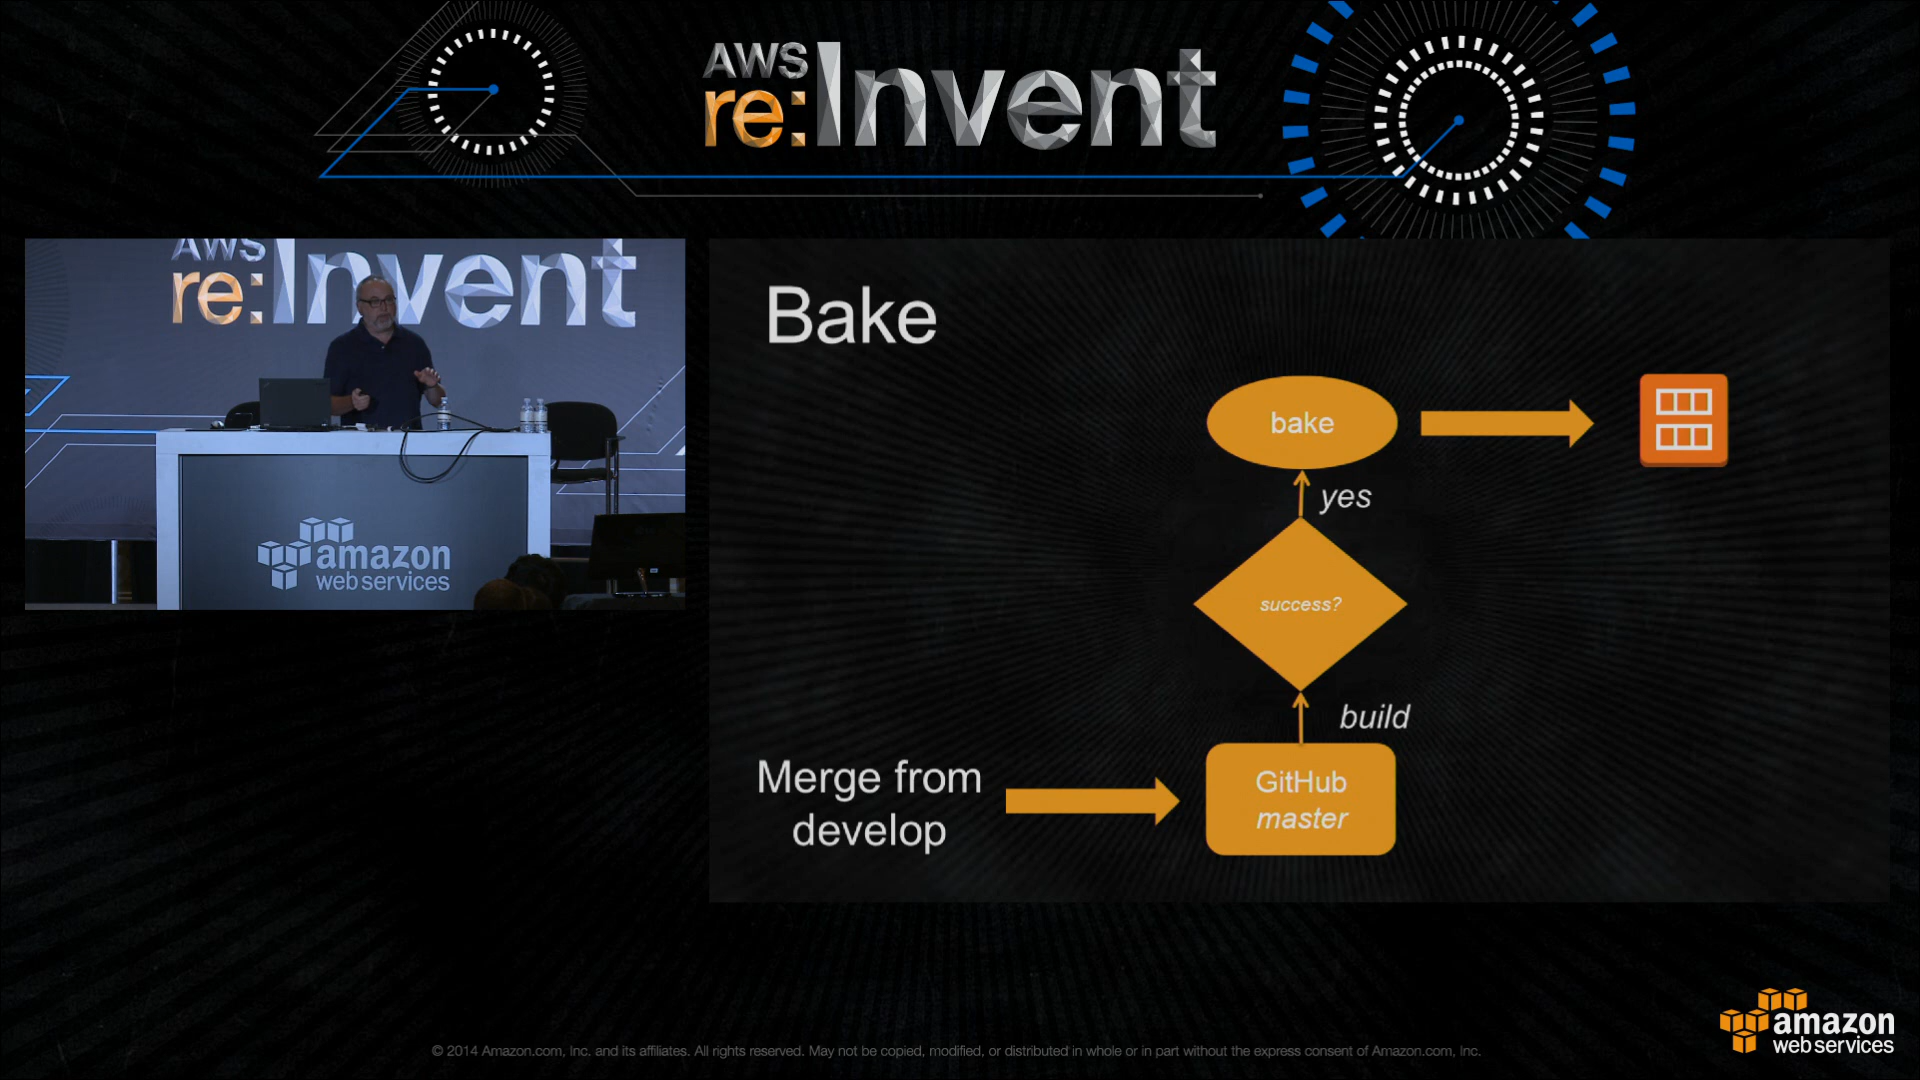 AWS
re:Invent
AWS
re:Invent
amazon
web services
Bake
bake
yes
success?
build
Merge from
develop
GitHub
master
amazon
web services
© 2014 Amazon.com, Inc. and its affiliates. All rights reserved. May not be copied, modified, or distributed in whole or in part without the express consent of Amazon.com, Inc.